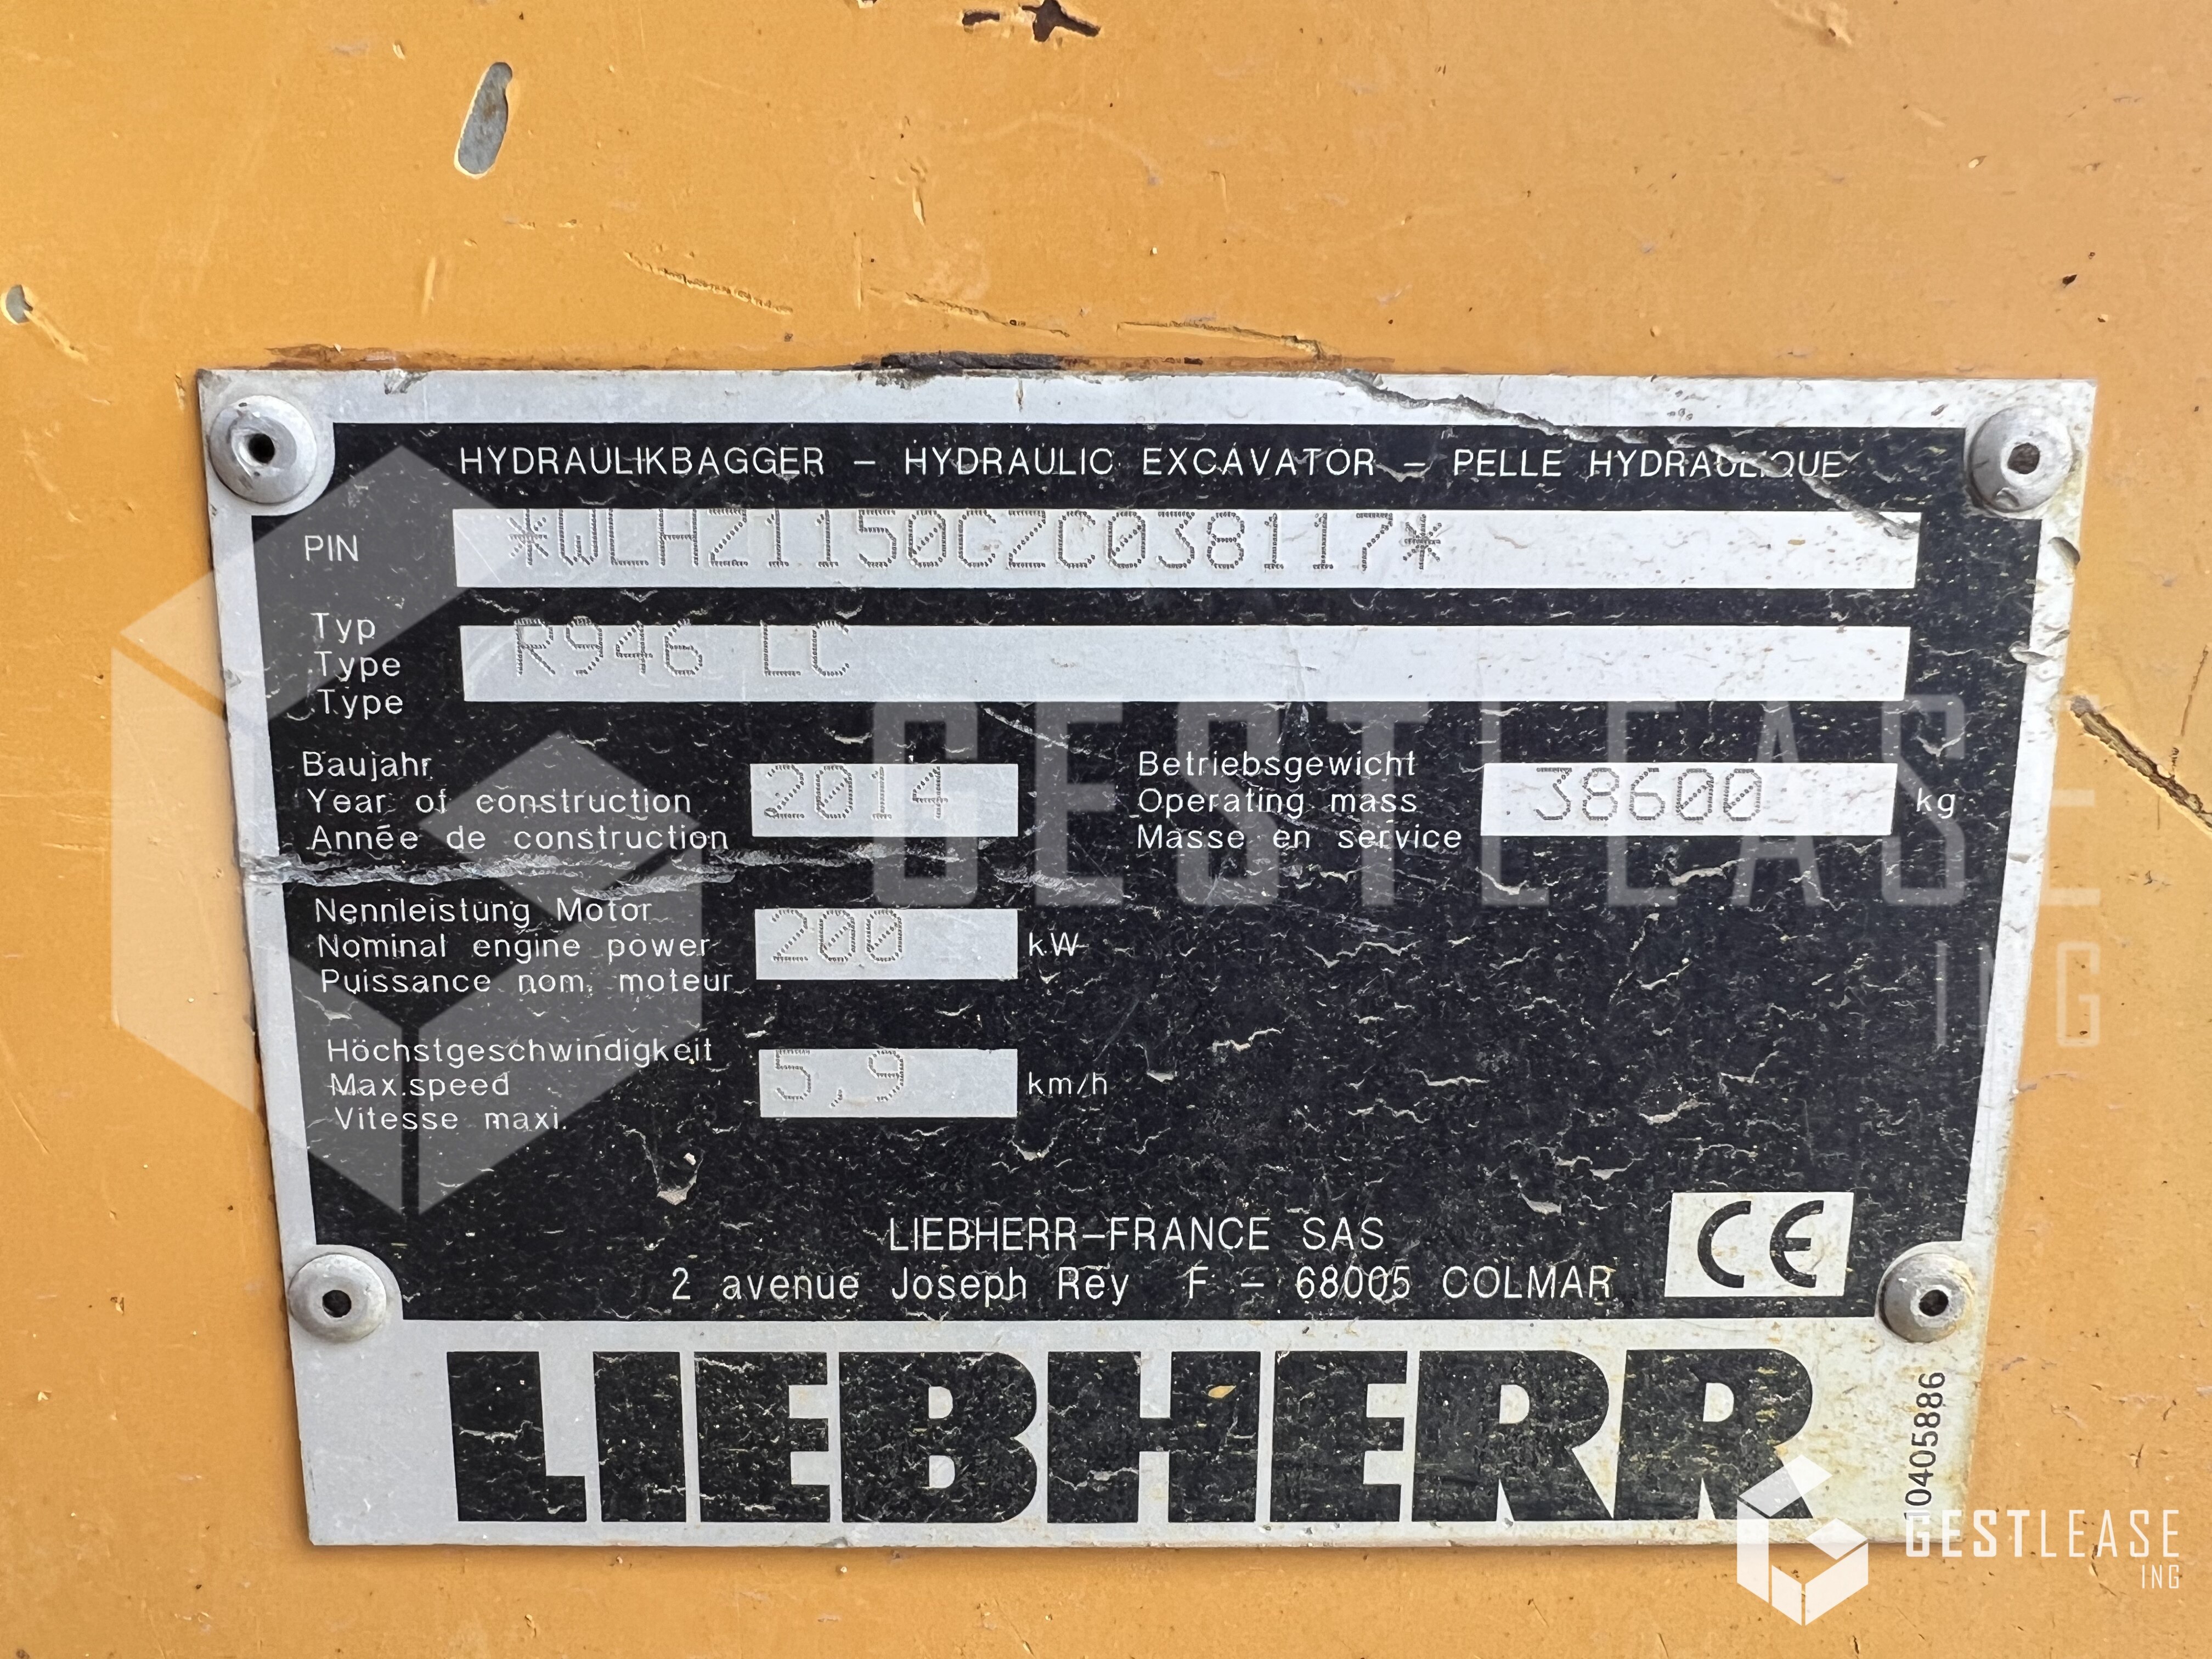 HYDRAULIKBAGGER – HYDRAULIC EXCAVATOR – PELLE HYDRAULIQUE
PIN *WLHZ1150CZC038117*
Typ
Type R946 LC
Type
Baujahr
Year of construction 2014
Année de construction
Betriebsgewicht
Operating mass 38600 kg
Masse en service
Nennleistung Motor
Nominal engine power 200 kW
Puissance nom. moteur
Höchstgeschwindigkeit
Max.speed 5,9 km/h
Vitesse maxi.
LIEBHERR–FRANCE SAS
2 avenue Joseph Rey F – 68005 COLMAR
CE
LIEBHERR
10405886
GESTLEASE
ING
GESTLEASE
ING